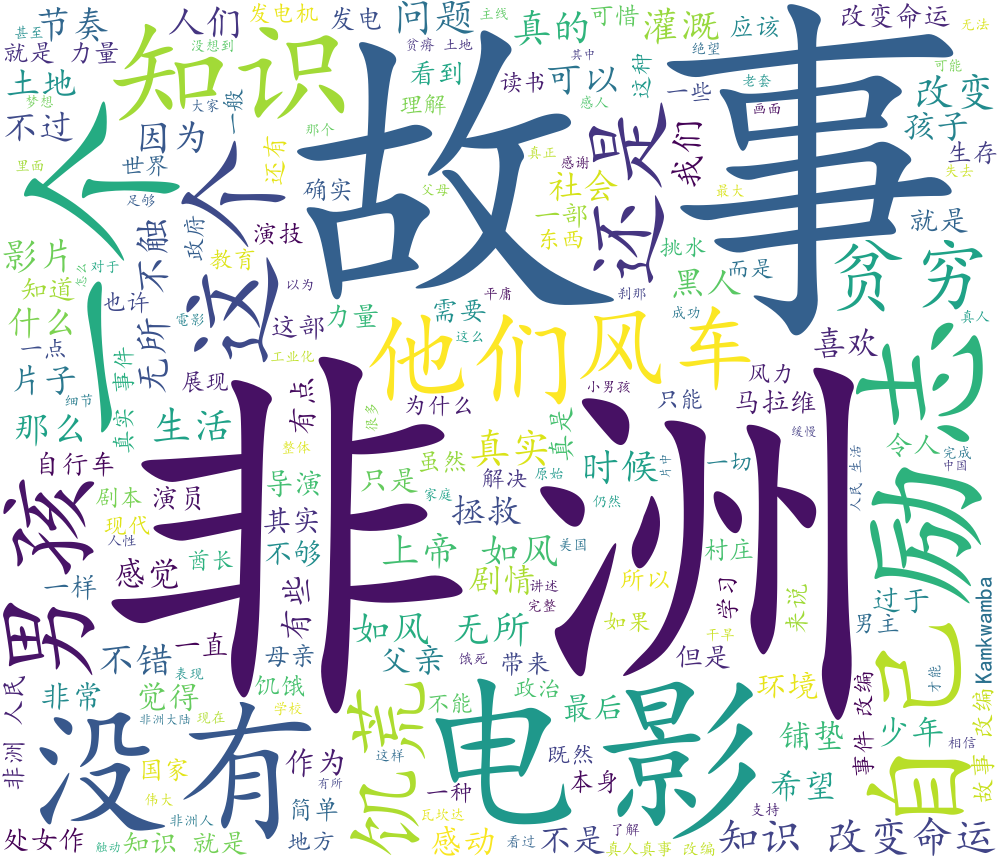 甚至 节奏 人们 发电机 发电 问题 主线 真的 可惜 灌溉 应该 改变命运
就是 力量 没想到 贫瘠 土地 其中 绝望 无法
土地 梦想 知识 看到 读书 可以 这种 一些 老套 可能 改变
不过 因为 大家 一般 理解 感人 画面 孩子
里面 世界 还有 那个 真正 感谢 还是 我们 生存
一个 个 足够 确实 故事 社会 最大 失去
影片 不触 政府 演技 父母 一部 挑水 就是
知道 怎么 对于 教育 东西 黑人 而是 贫穷
什么 也许 无所 電影 以为 这 力量 需要 平庸 刹那 成功 真人
一点 事件 这部 工业化 他们 风车 这么 喜欢 励志
片子 真实 展现 小男孩 风力
那么 细节 生活 有点 为什么 很多 只能 马拉维 令人
自行车 整体 真实 真是 时候 缓慢 完成 中国
男孩 剧本 演员 导演 只是 虽然 解决 原始 片中 一切 人民 生活
现代 其实 家庭 拯救 仍然
人性 感觉 酋长 不够 上帝 如风 美国 村庄
一样 有些 剧情 讲述 所以 学习 来说 过于 Kamkwamba
一直 如风 无所 完整 如果 男主
不错 母亲 父亲 饿死 带来 但是 干旱 自己 才能
人民 非常 表现 觉得 饥饿 非洲 不能 政治 环境 改编
非洲 非洲大陆 现在 学校 电影 最后 铺垫 少年 相信
没有 国家 作为 饥荒 这样 既然 事件 改编 故事
伟大 有所 一种 本身 希望
非洲人 简单 瓦坎达 支持
处女作 触动 知识 就是 地方 感动 看过 不是 了解 真人真事 改编 知识 改变命运